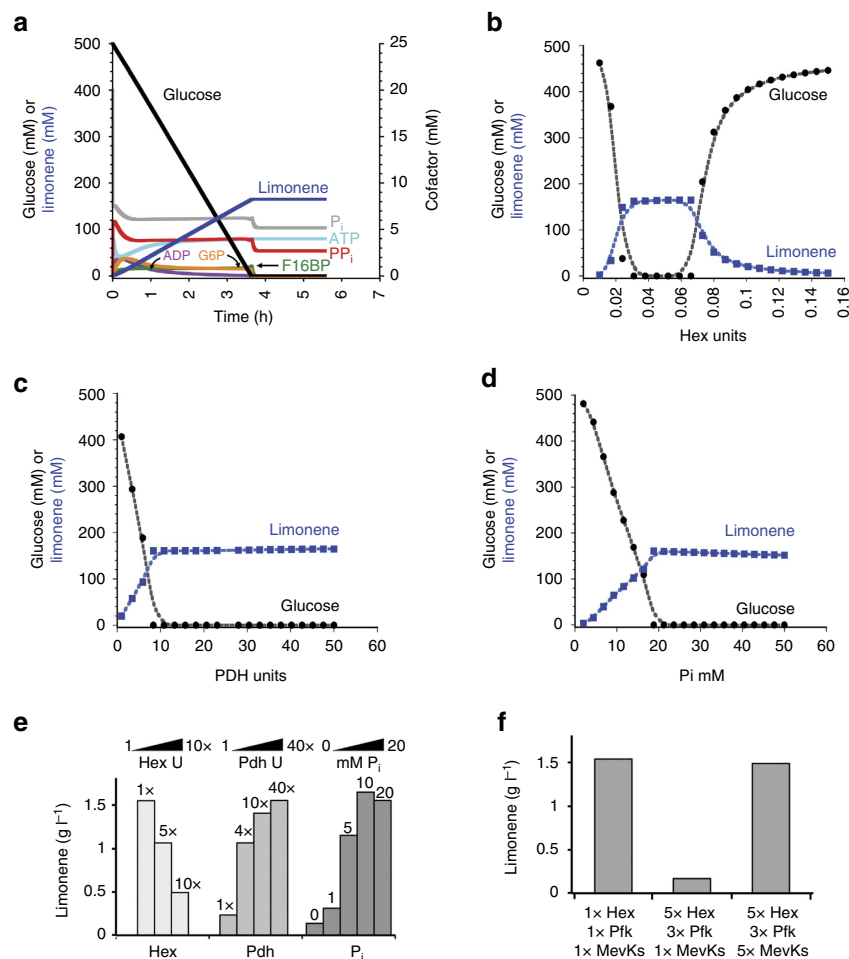 a
500
400
300
200
100
0
Glucose (mM) or
limonene (mM)
25
20
15
10
5
0
Cofactor (mM)
Glucose
Limonene
Pi
ATP
PPi
ADP
G6P
F16BP
0 1 2 3 4 5 6 7
Time (h)
b
500
400
300
200
100
0
Glucose
Limonene
0 0.02 0.04 0.06 0.08 0.1 0.12 0.14 0.16
Hex units
c
500
400
300
200
100
0
Glucose (mM) or
limonene (mM)
Limonene
Glucose
0 10 20 30 40 50 60
PDH units
d
500
400
300
200
100
0
Glucose (mM) or
limonene (mM)
Limonene
Glucose
0 10 20 30 40 50 60
Pi mM
e
1 10×
Hex U
1 40×
Pdh U
0 20
mM Pi
1.5
1
0.5
0
Limonene (g l–1)
1×
5×
10×
1×
4×
10×
40×
0
1
5
10
20
Hex Pdh Pi
f
1.5
1
0.5
0
Limonene (g l–1)
1× Hex 5× Hex 5× Hex
1× Pfk 3× Pfk 3× Pfk
1× MevKs 1× MevKs 5× MevKs